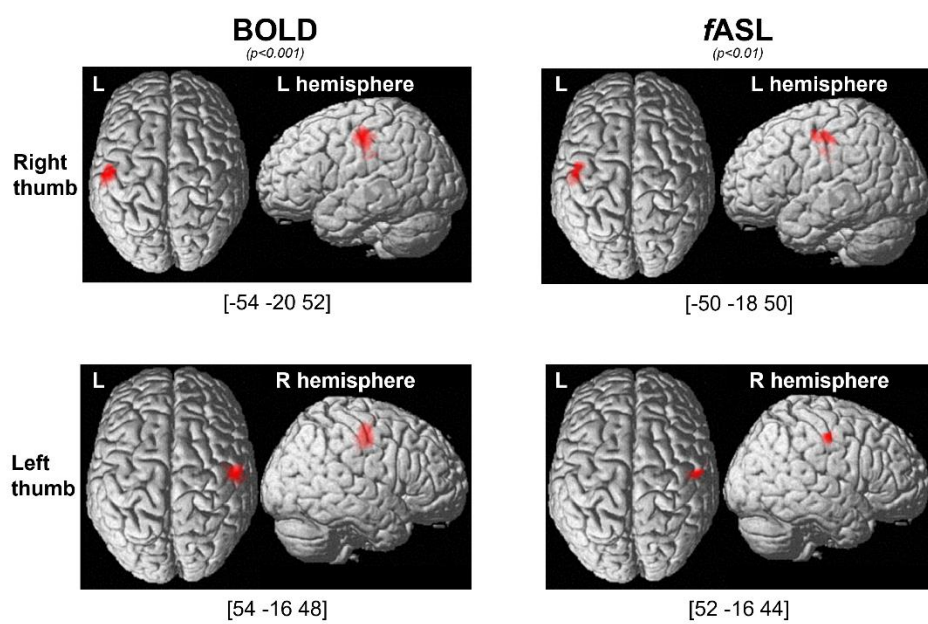 BOLD
(p<0.001)
fASL
(p<0.01)
L
L hemisphere
L
L hemisphere
Right
thumb
[-54 -20 52]
[-50 -18 50]
L
R hemisphere
L
R hemisphere
Left
thumb
[54 -16 48]
[52 -16 44]